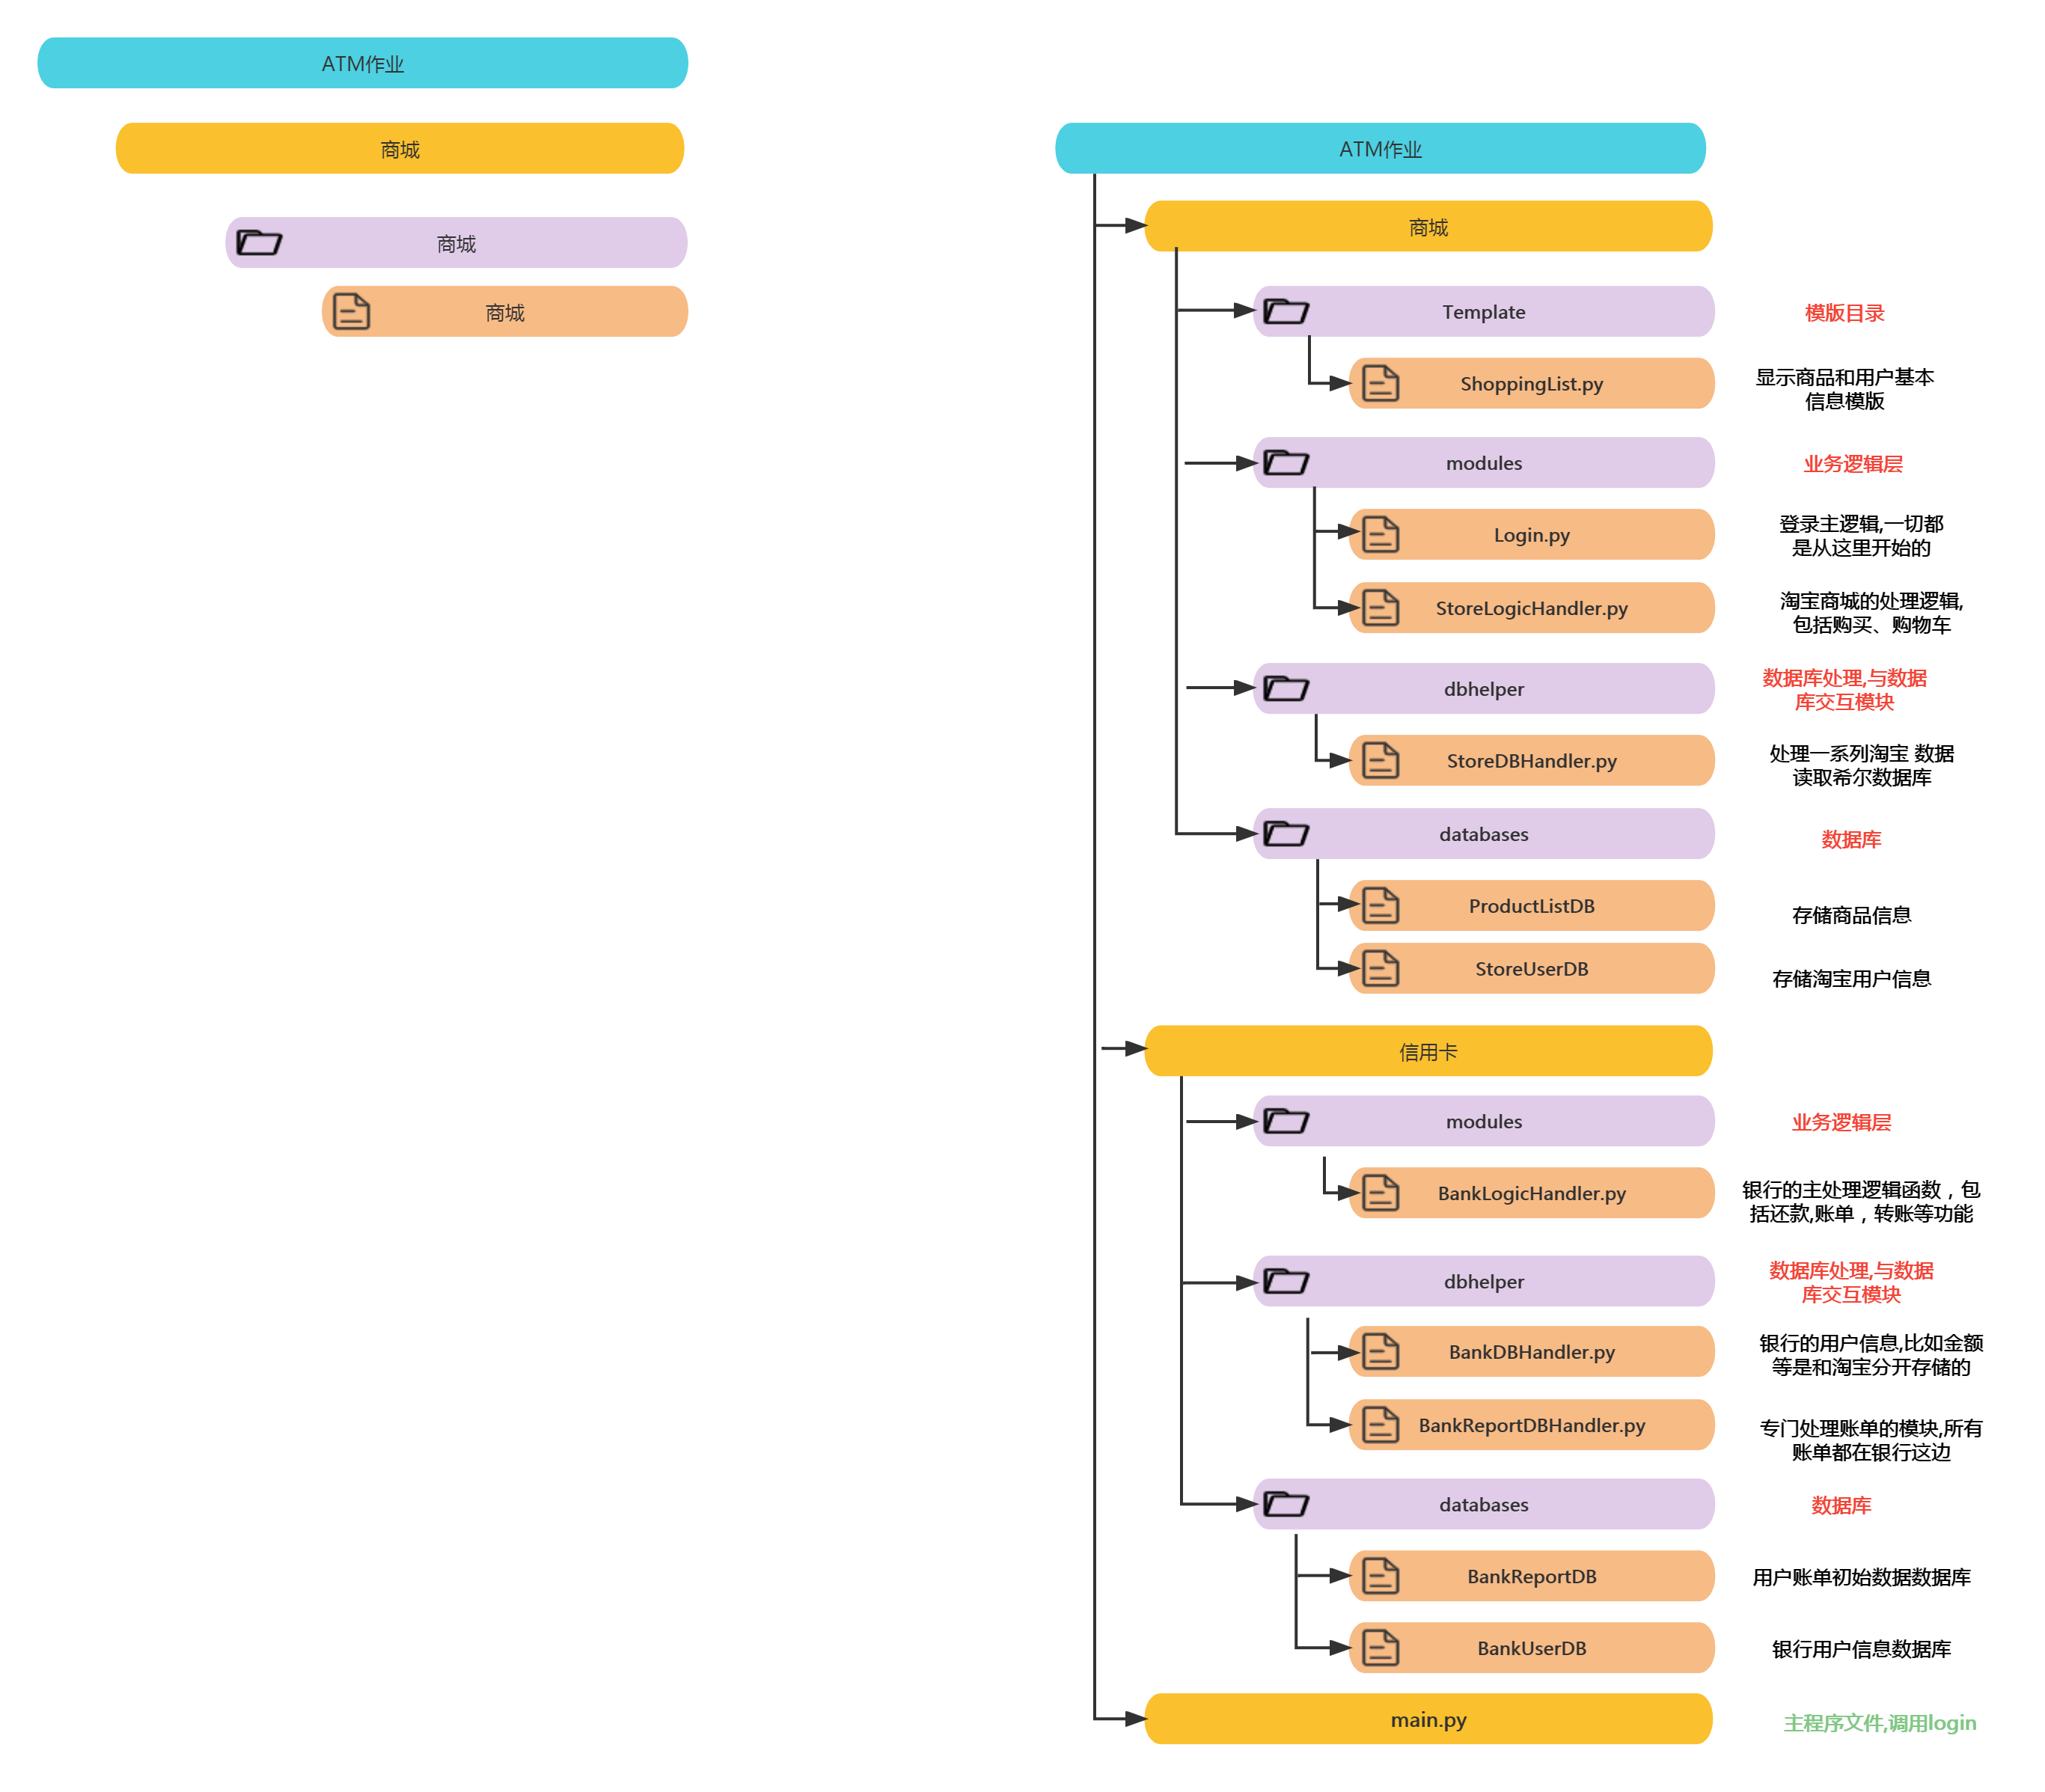 ATM作业
商城
商城
商城
ATM作业
商城
Template
模版目录
ShoppingList.py
显示商品和用户基本
信息模版
modules
业务逻辑层
Login.py
登录主逻辑,一切都
是从这里开始的
StoreLogicHandler.py
淘宝商城的处理逻辑,
包括购买、购物车
dbhelper
数据库处理,与数据
库交互模块
StoreDBHandler.py
处理一系列淘宝 数据
读取希尔数据库
databases
数据库
ProductListDB
存储商品信息
StoreUserDB
存储淘宝用户信息
信用卡
modules
业务逻辑层
BankLogicHandler.py
银行的主处理逻辑函数，包
括还款,账单，转账等功能
dbhelper
数据库处理,与数据
库交互模块
BankDBHandler.py
银行的用户信息,比如金额
等是和淘宝分开存储的
BankReportDBHandler.py
专门处理账单的模块,所有
账单都在银行这边
databases
数据库
BankReportDB
用户账单初始数据数据库
BankUserDB
银行用户信息数据库
main.py
主程序文件,调用login